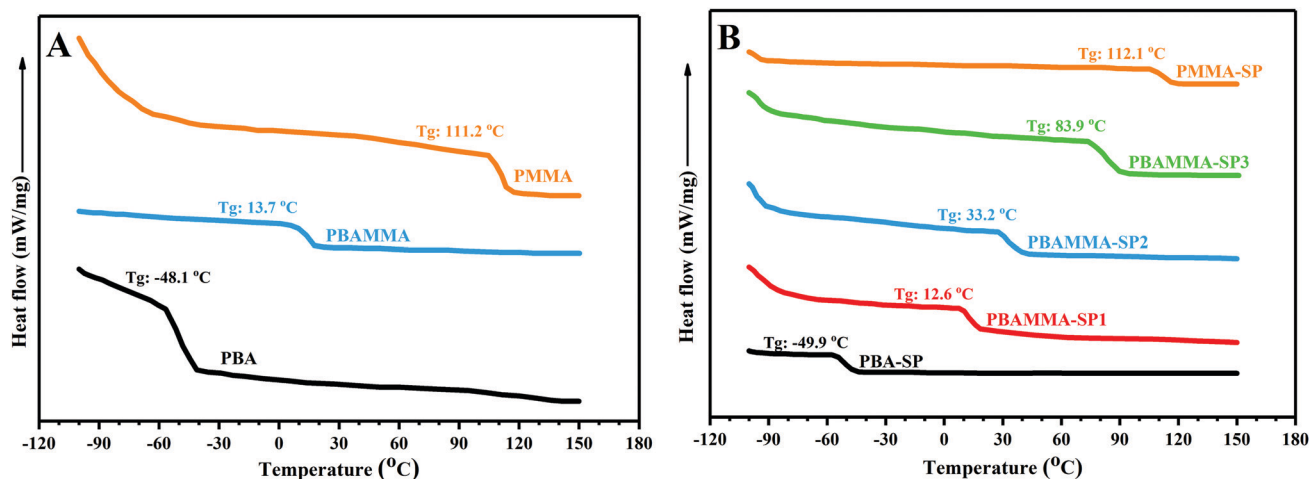 A
Heat flow (mW/mg)
Tg: 111.2 °C
PMMA
Tg: 13.7 °C
PBAMMA
Tg: -48.1 °C
PBA
-120 -90 -60 -30 0 30 60 90 120 150 180
Temperature (°C)
B
Heat flow (mW/mg)
Tg: 112.1 °C
PMMA-SP
Tg: 83.9 °C
PBAMMA-SP3
Tg: 33.2 °C
PBAMMA-SP2
Tg: 12.6 °C
PBAMMA-SP1
Tg: -49.9 °C
PBA-SP
-120 -90 -60 -30 0 30 60 90 120 150 180
Temperature (°C)